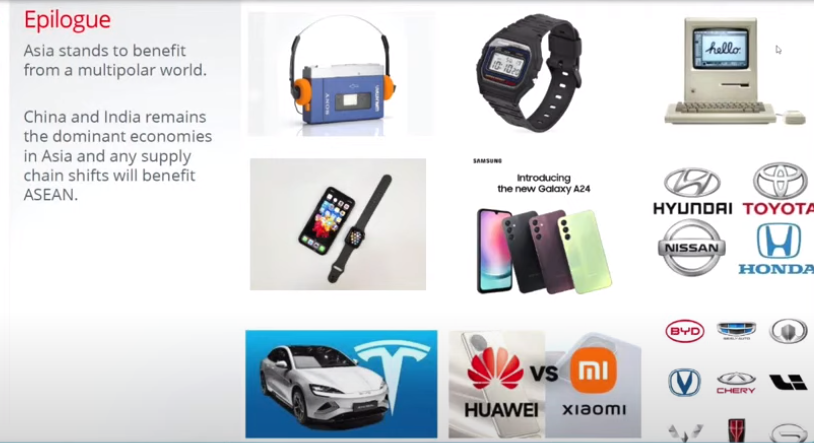 Epilogue
Asia stands to benefit
from a multipolar world.
China and India remains
the dominant economies
in Asia and any supply
chain shifts will benefit
ASEAN.
SONY
hello.
SAMSUNG
Introducing
the new Galaxy A24
HYUNDAI TOYOTA
NISSAN
HONDA
BYD
CHERY
HUAWEI
VS
mi
xiaomi